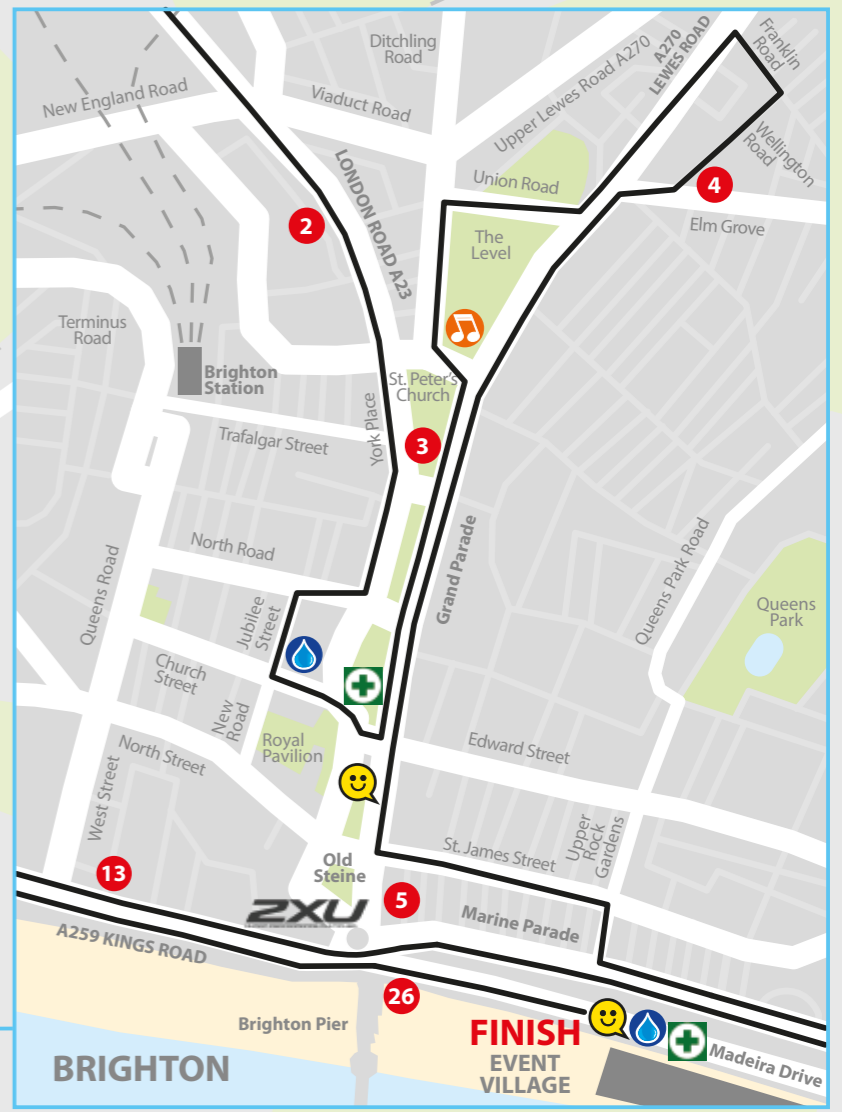 Ditchling
Road
A270
LEWES ROAD
Franklin
Road
New England Road
Viaduct Road
Upper Lewes Road A270
Wellington
Road
4
Union Road
Elm Grove
LONDON ROAD A23
2
The
Level
Terminus
Road
Brighton
Station
St. Peter's
Church
York Place
3
Trafalgar Street
Grand Parade
Queens Park Road
Queens
Park
North Road
Queens Road
Jubilee
Street
Church
Street
New
Road
Royal
Pavilion
Edward Street
North Street
West Street
Upper
Rock
Gardens
St. James Street
Old
Steine
13
5
2XU
Marine Parade
A259 KINGS ROAD
26
Brighton Pier
FINISH
EVENT
VILLAGE
Madeira Drive
BRIGHTON